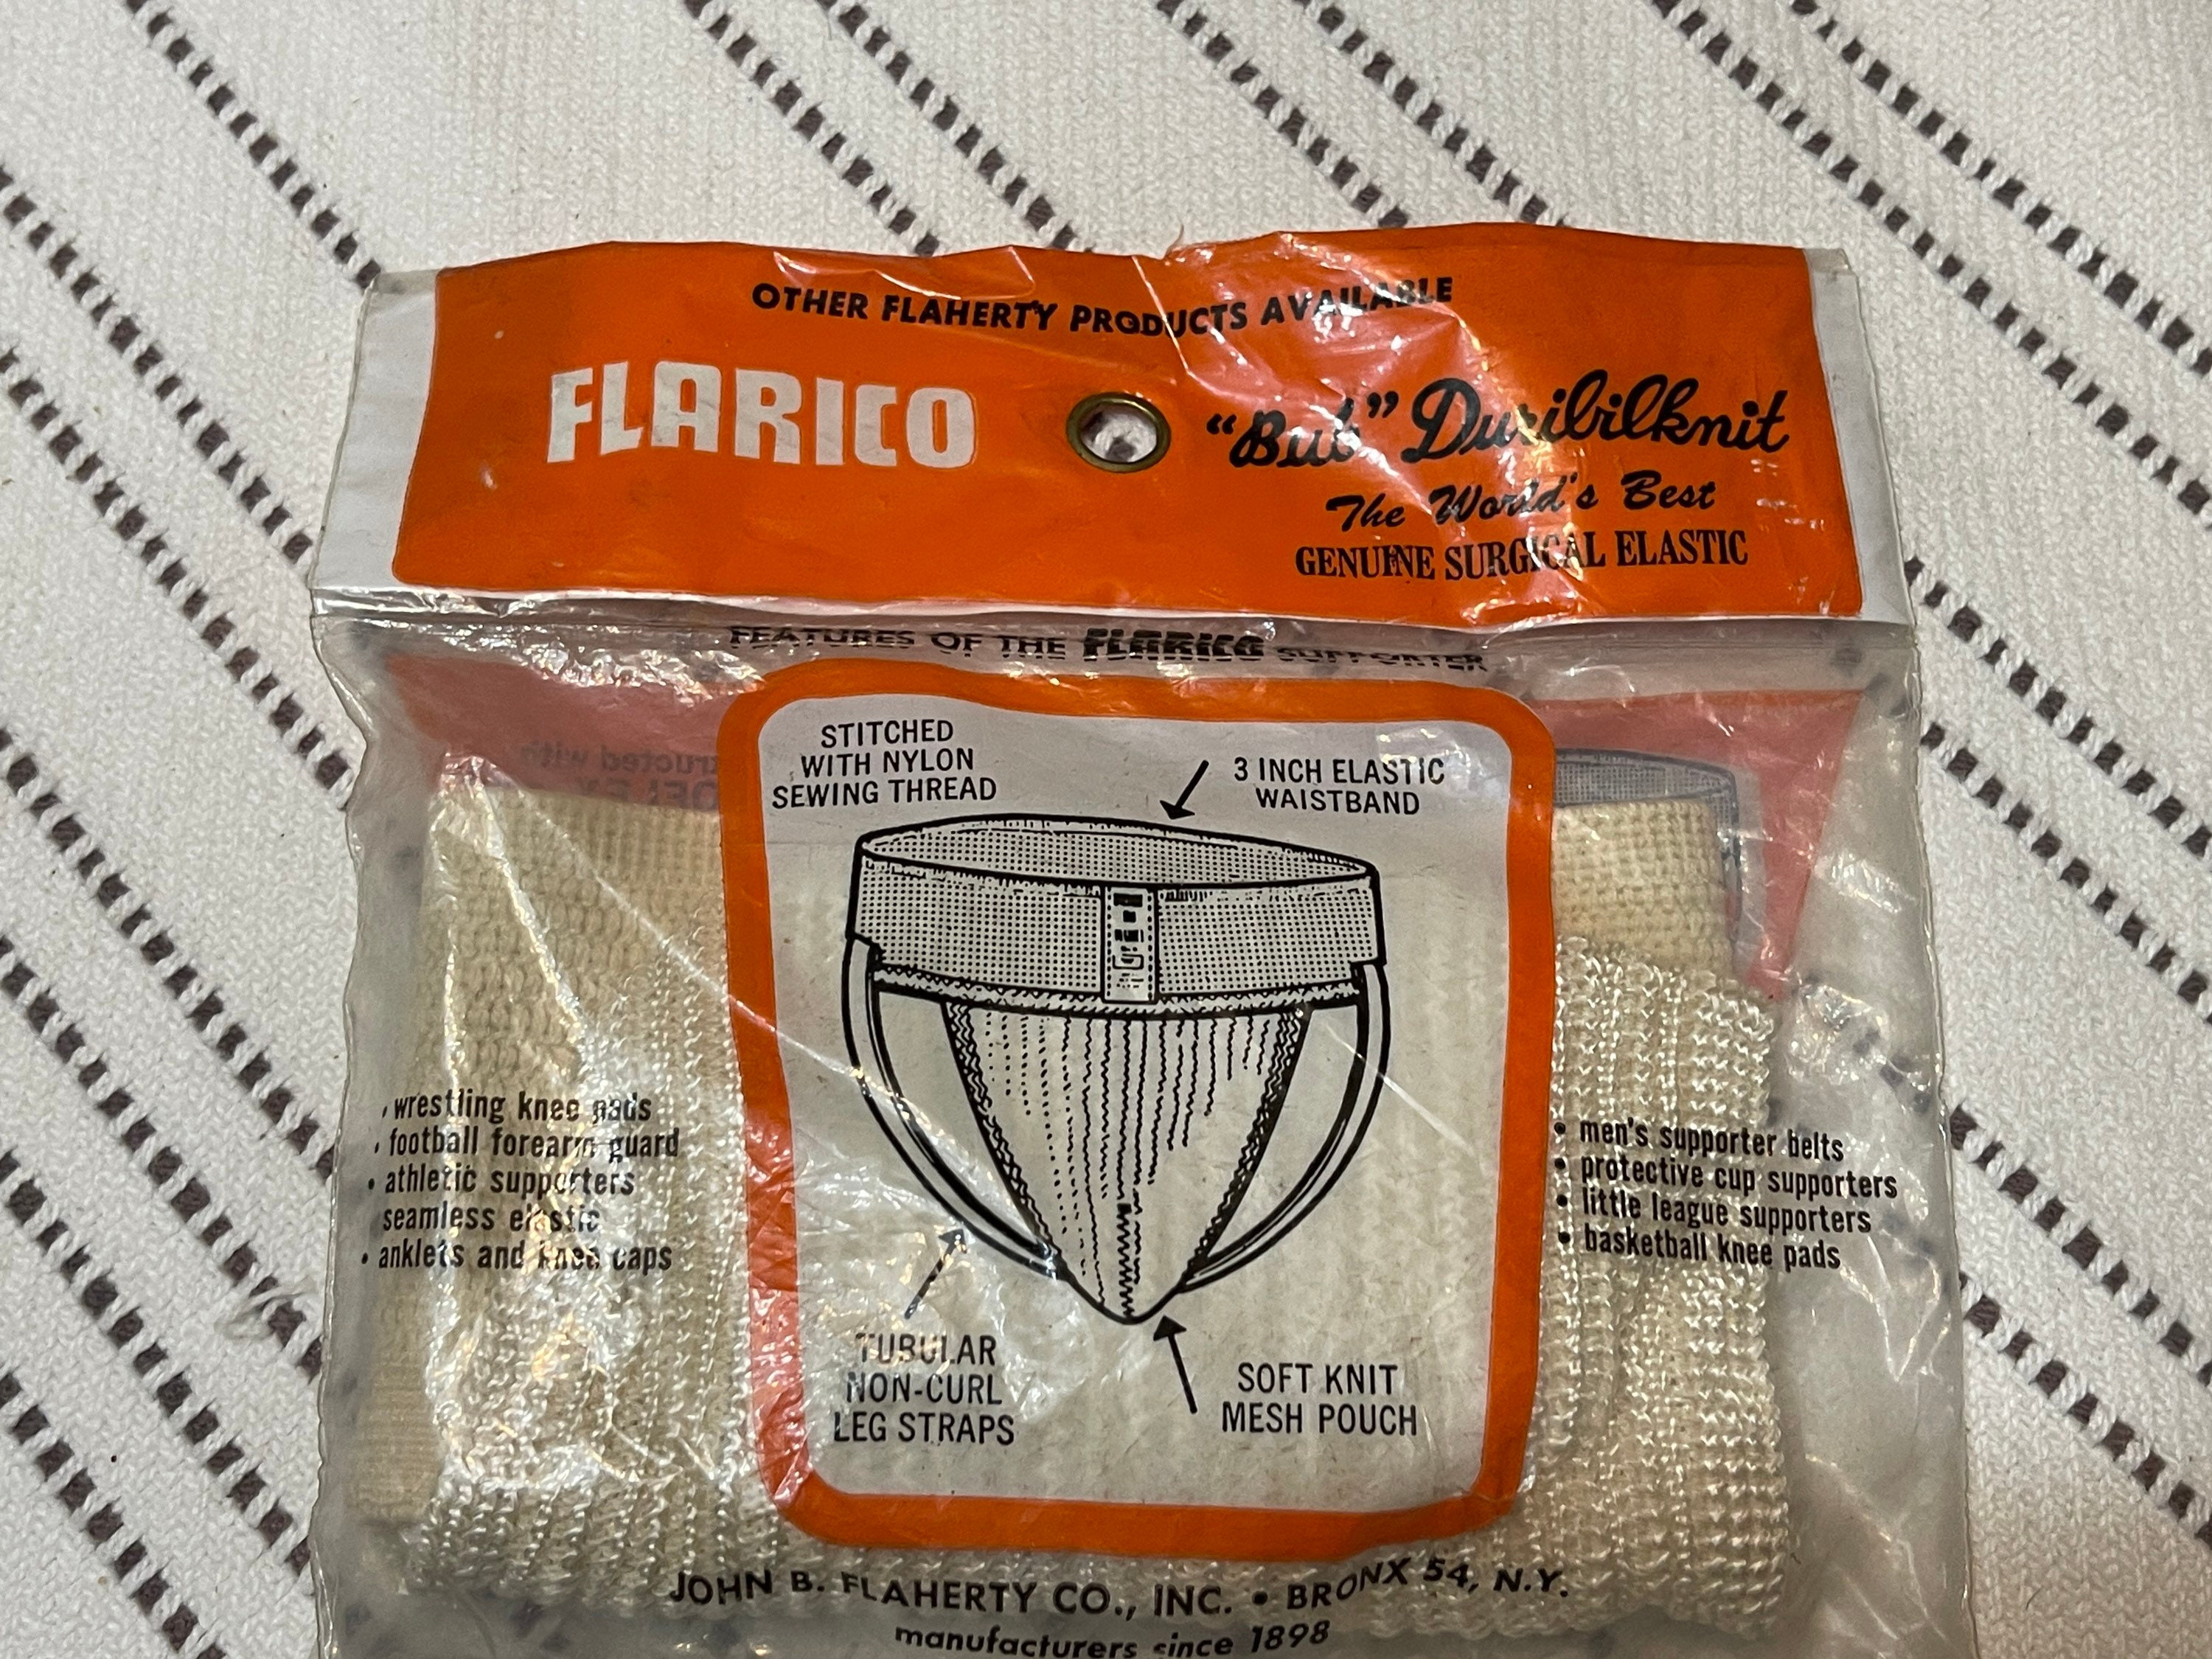 OTHER FLAHERTY PRODUCTS AVAILABLE
FLARICO
"Bub" Duribilknit
The World's Best
GENUINE SURGICAL ELASTIC
FEATURES OF THE FLARICO SUPPORTER
STITCHED
WITH NYLON
SEWING THREAD
3 INCH ELASTIC
WAISTBAND
• wrestling knee pads
• football forearm guard
• athletic supporters
seamless elastic
• anklets and knee caps
• men's supporter belts
• protective cup supporters
• little league supporters
• basketball knee pads
TUBULAR
NON-CURL
LEG STRAPS
SOFT KNIT
MESH POUCH
JOHN B. FLAHERTY CO., INC. • BRONX 54, N.Y.
manufacturers since 1898